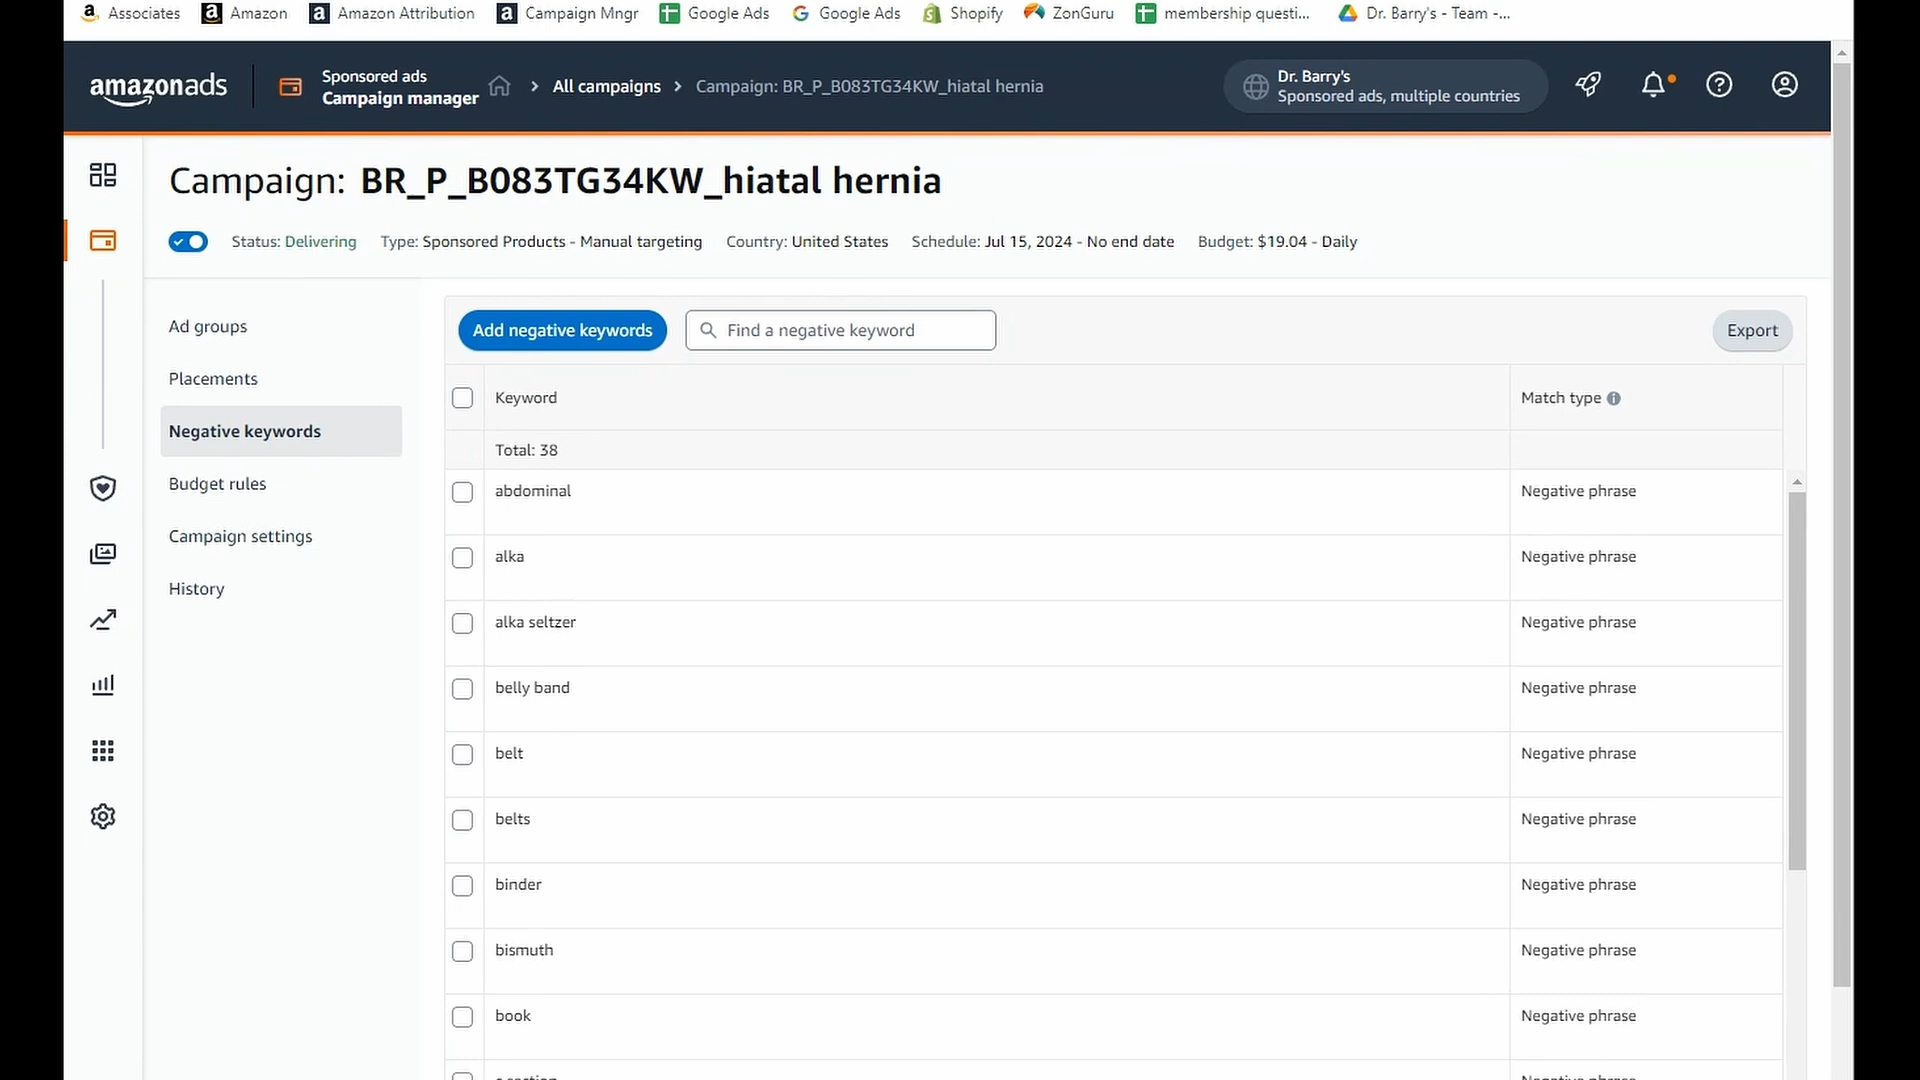 Associates Amazon Amazon Attribution Campaign Mngr Google Ads Google Ads Shopify ZonGuru membership questi... Dr. Barry's - Team -...
amazonads
Sponsored ads
Campaign manager
All campaigns
Campaign: BR_P_B083TG34KW_hiatal hernia
Dr. Barry's
Sponsored ads, multiple countries
Campaign: BR_P_B083TG34KW_hiatal hernia
Status: Delivering Type: Sponsored Products - Manual targeting Country: United States Schedule: Jul 15, 2024 - No end date Budget: $19.04 - Daily
Ad groups
Placements
Negative keywords
Budget rules
Campaign settings
History
Add negative keywords Find a negative keyword Export
Keyword Match type
Total: 38
abdominal Negative phrase
alka Negative phrase
alka seltzer Negative phrase
belly band Negative phrase
belt Negative phrase
belts Negative phrase
binder Negative phrase
bismuth Negative phrase
book Negative phrase